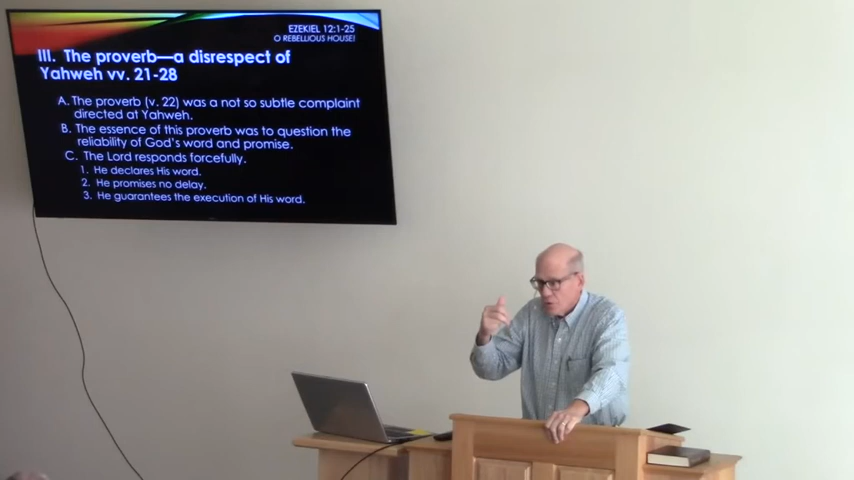 EZEKIEL 12:1-25
O REBELLIOUS HOUSE!
III. The proverb—a disrespect of
Yahweh vv. 21-28
A. The proverb (v. 22) was a not so subtle complaint
directed at Yahweh.
B. The essence of this proverb was to question the
reliability of God's word and promise.
C. The Lord responds forcefully.
1. He declares His word.
2. He promises no delay.
3. He guarantees the execution of His word.